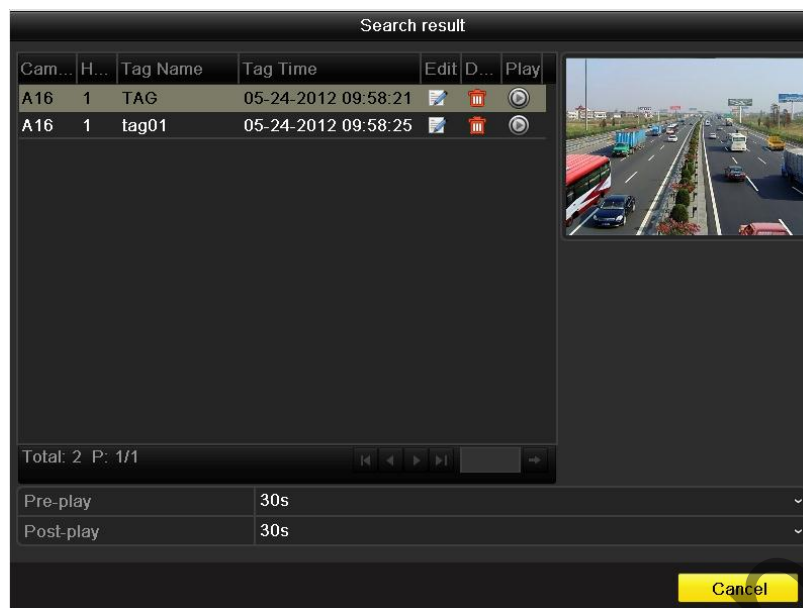 Search result
Cam... H... Tag Name Tag Time Edit D... Play
A16 1 TAG 05-24-2012 09:58:21
A16 1 tag01 05-24-2012 09:58:25
Total: 2 P: 1/1
Pre-play 30s
Post-play 30s
Cancel